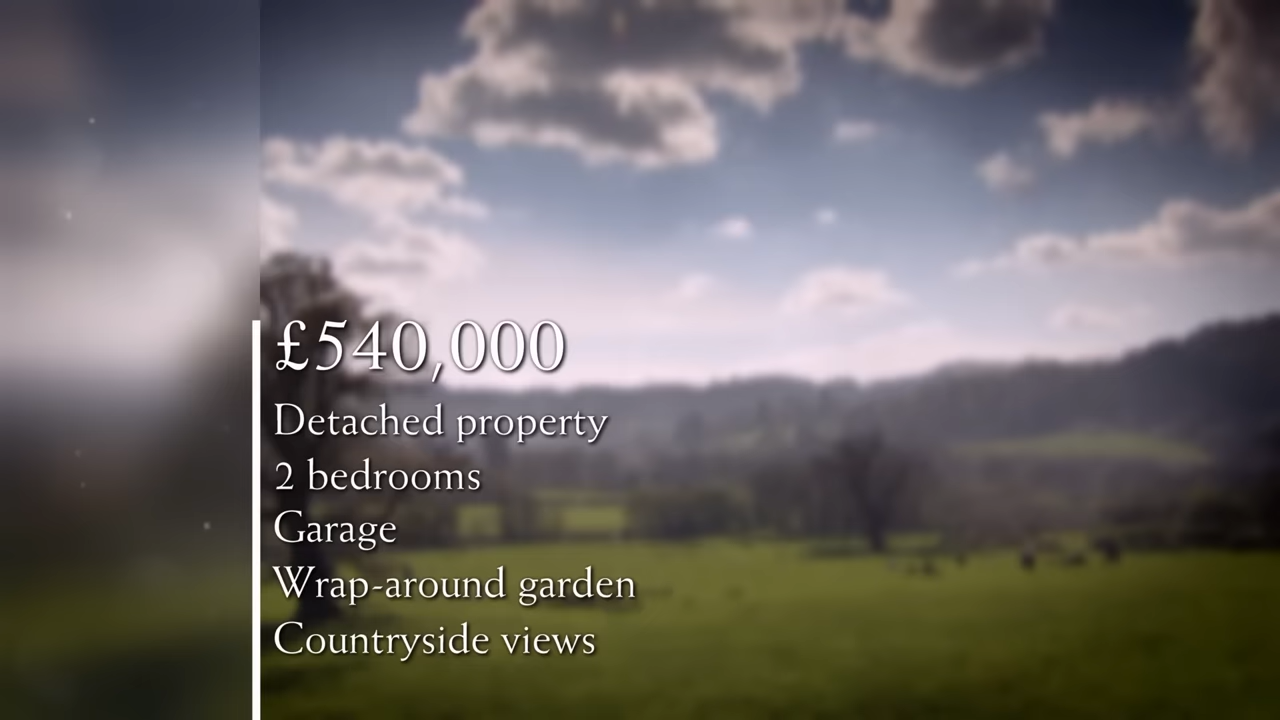 £540,000
Detached property
2 bedrooms
Garage
Wrap-around garden
Countryside views